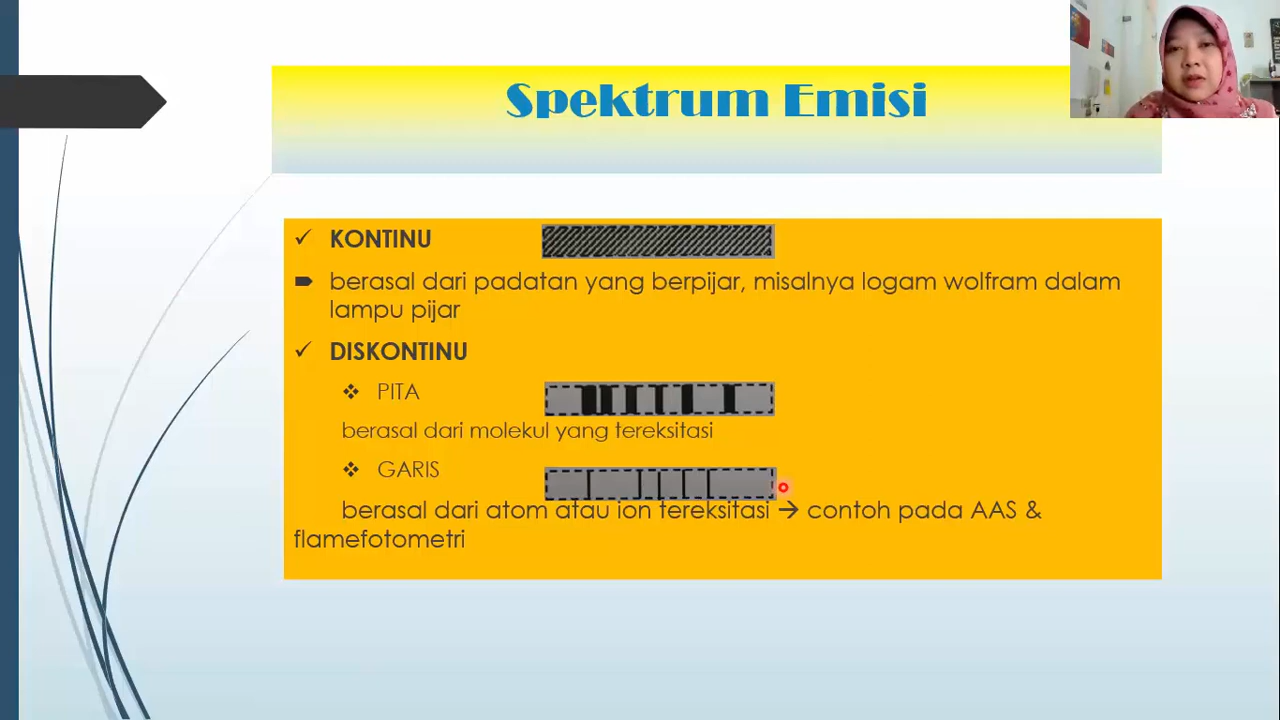 Spektrum Emisi
KONTINU
berasal dari padatan yang berpijar, misalnya logam wolfram dalam
lampu pijar
DISKONTINU
PITA
berasal dari molekul yang tereksitasi
GARIS
berasal dari atom atau ion tereksitasi → contoh pada AAS &
flamefotometri